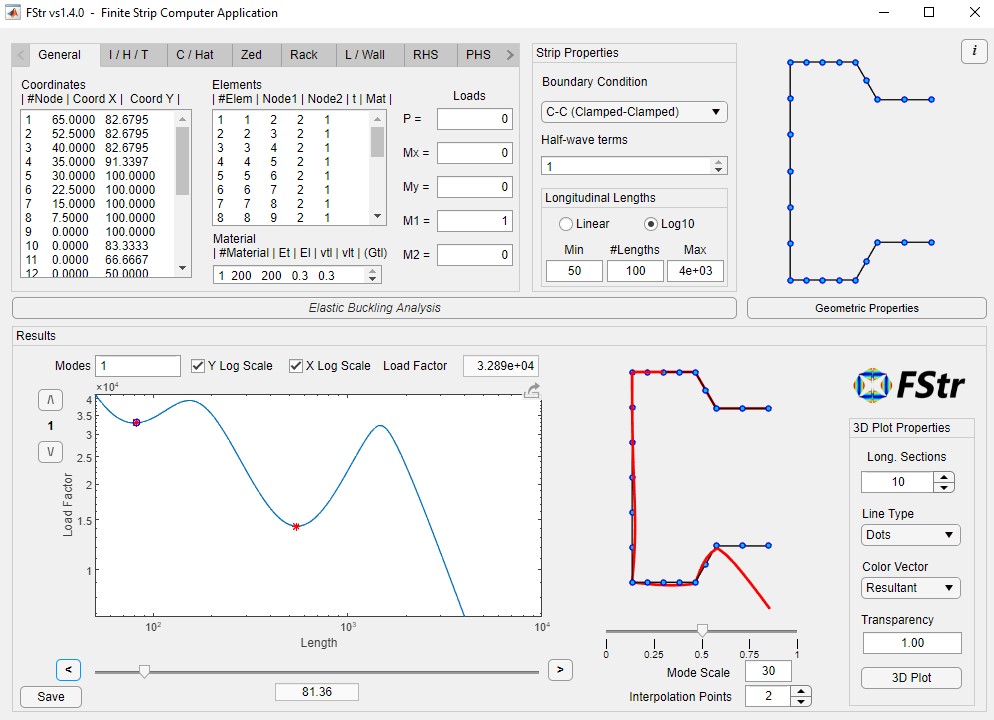 FStr vs1.4.0 - Finite Strip Computer Application
General I / H / T C / Hat Zed Rack L / Wall RHS PHS
Coordinates
| #Node | Coord X | Coord Y |
1 65.0000 82.6795
2 52.5000 82.6795
3 40.0000 82.6795
4 35.0000 91.3397
5 30.0000 100.0000
6 22.5000 100.0000
7 15.0000 100.0000
8 7.5000 100.0000
9 0.0000 100.0000
10 0.0000 83.3333
11 0.0000 66.6667
12 0.0000 50.0000
Elements
| #Elem | Node1 | Node2 | t | Mat |
1 1 2 2 1
2 2 3 2 1
3 3 4 2 1
4 4 5 2 1
5 5 6 2 1
6 6 7 2 1
7 7 8 2 1
8 8 9 2 1
Material
| #Material | Et | El | vtl | vlt | (Gtl)
1 200 200 0.3 0.3
Loads
P = 0
Mx = 0
My = 0
M1 = 1
M2 = 0
Strip Properties
Boundary Condition
C-C (Clamped-Clamped)
Half-wave terms
1
Longitudinal Lengths
Linear Log10
Min #Lengths Max
50 100 4e+03
i
Elastic Buckling Analysis
Geometric Properties
Results
Modes 1 Y Log Scale X Log Scale Load Factor 3.289e+04
×10⁴
4
3.5
3
2.5
2
1.5
1
Load Factor
10² 10³ 10⁴
Length
/\
1
V
<
>
Save
81.36
0 0.25 0.5 0.75 1
Mode Scale 30
Interpolation Points 2
FStr
3D Plot Properties
Long. Sections
10
Line Type
Dots
Color Vector
Resultant
Transparency
1.00
3D Plot